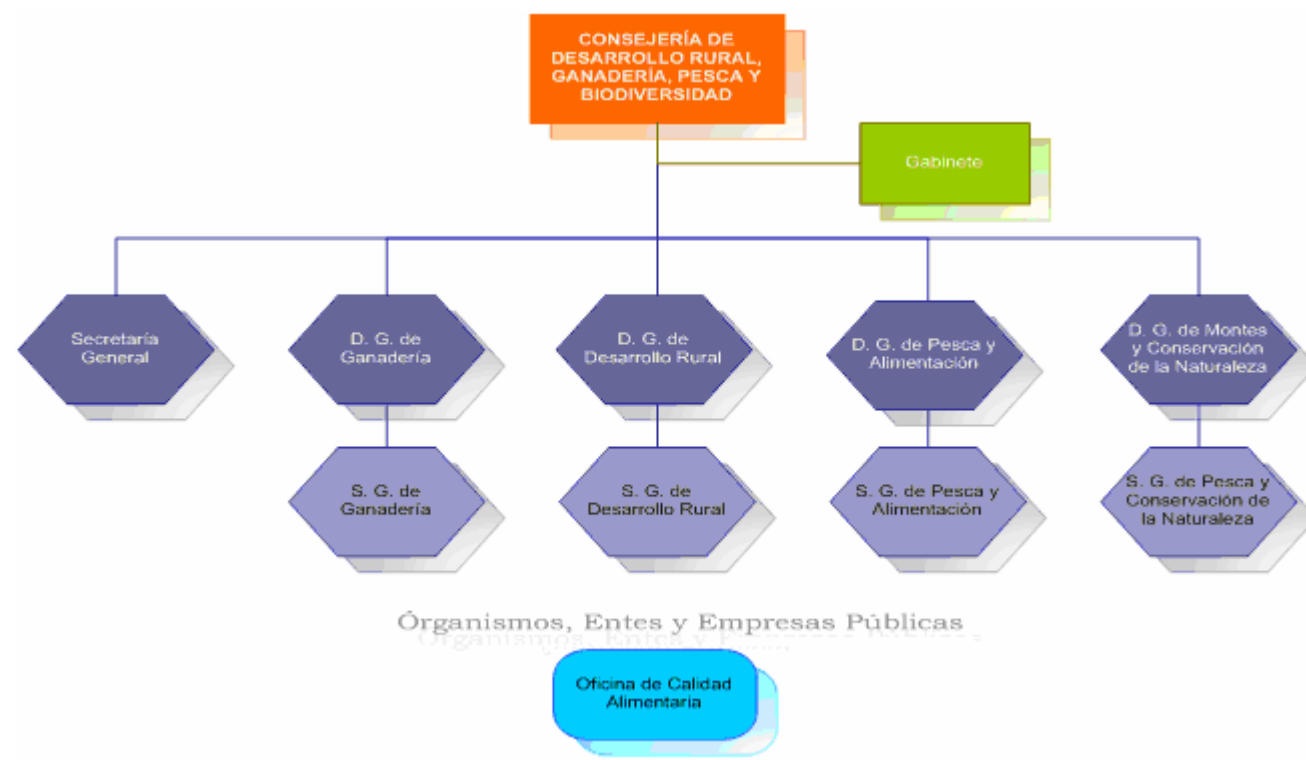 CONSEJERÍA DE
DESARROLLO RURAL,
GANADERÍA, PESCA Y
BIODIVERSIDAD
Gabinete
Secretaría
General
D. G. de
Ganadería
D. G. de
Desarrollo Rural
D. G. de Pesca y
Alimentación
D. G. de Montes
y Conservación
de la Naturaleza
S. G. de
Ganadería
S. G. de
Desarrollo Rural
S. G. de Pesca y
Alimentación
S. G. de Pesca y
Conservación de
la Naturaleza
Órganismos, Entes y Empresas Públicas
Oficina de Calidad
Alimentaria